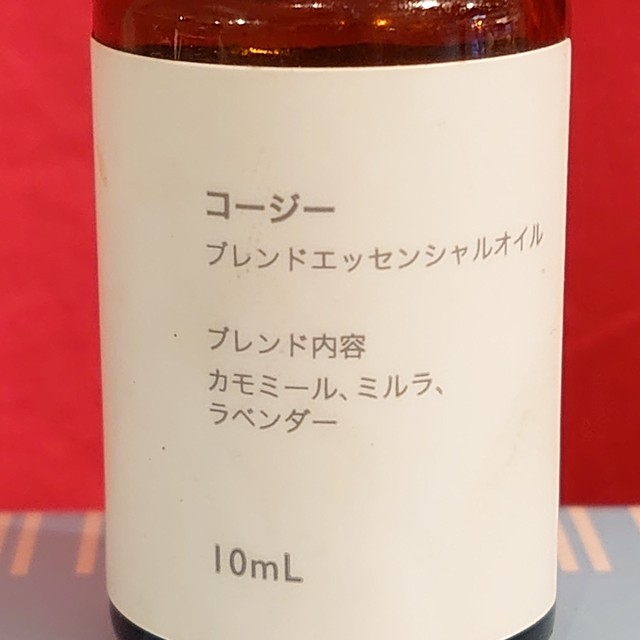 コージー
ブレンドエッセンシャルオイル
ブレンド内容
カモミール、ミルラ、
ラベンダー
10mL